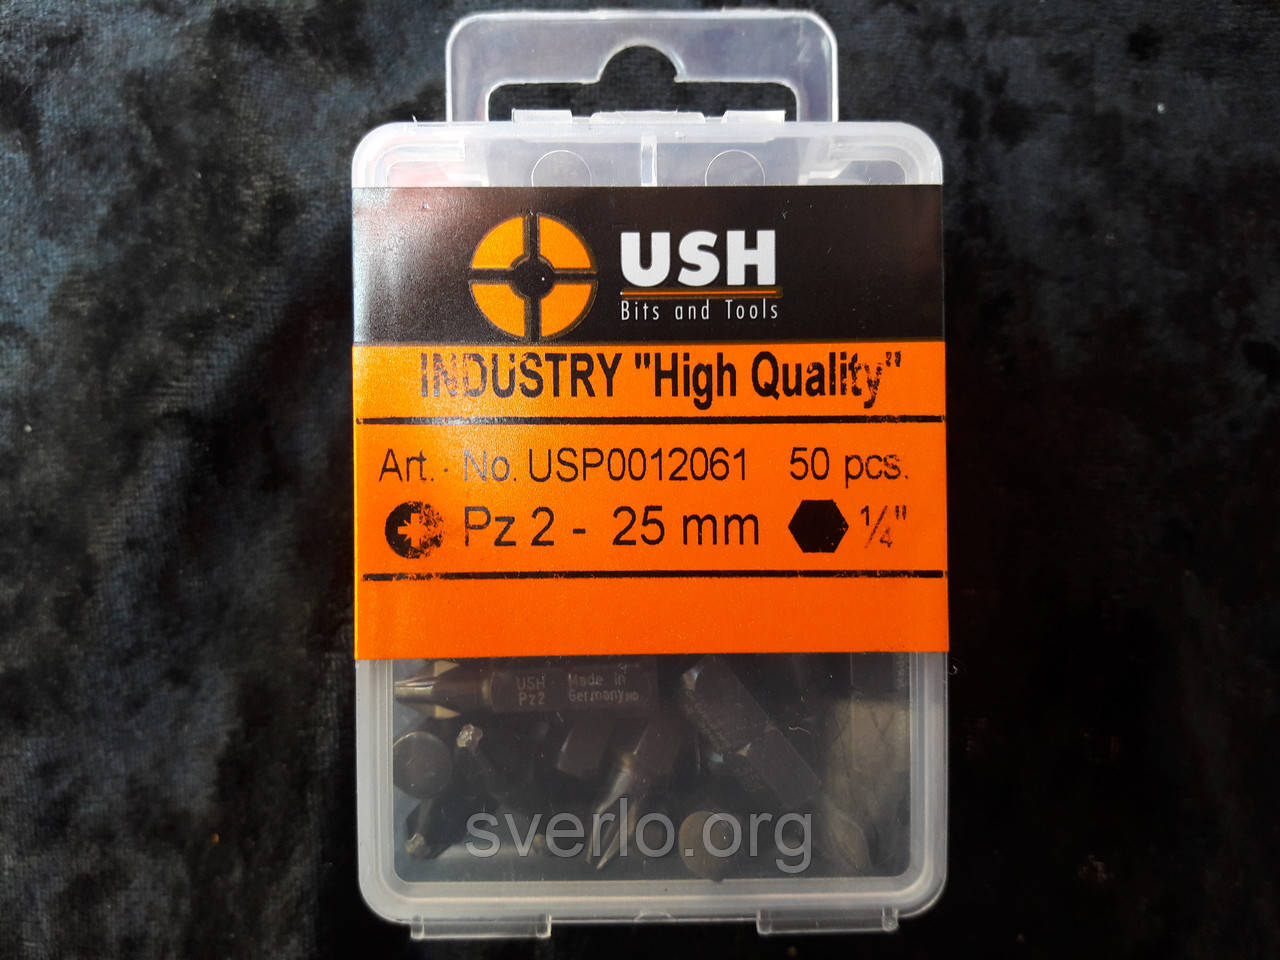 USH
Bits and Tools
INDUSTRY "High Quality"
Art. - No. USP0012061 50 pcs.
Pz 2 - 25 mm 1/4"
USH Made in
Pz2 Germany
sverlo.org